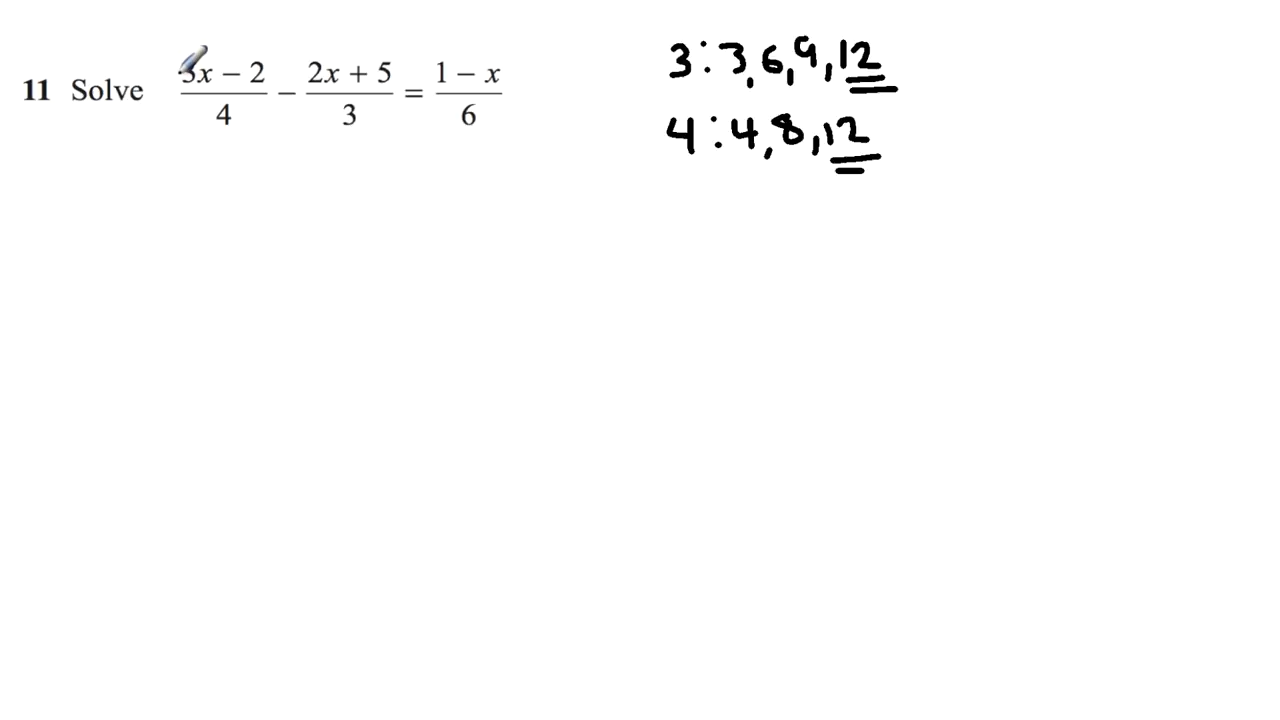 11 Solve (3x − 2)/4 − (2x + 5)/3 = (1 − x)/6
3 : 3, 6, 9, 12
4 : 4, 8, 12